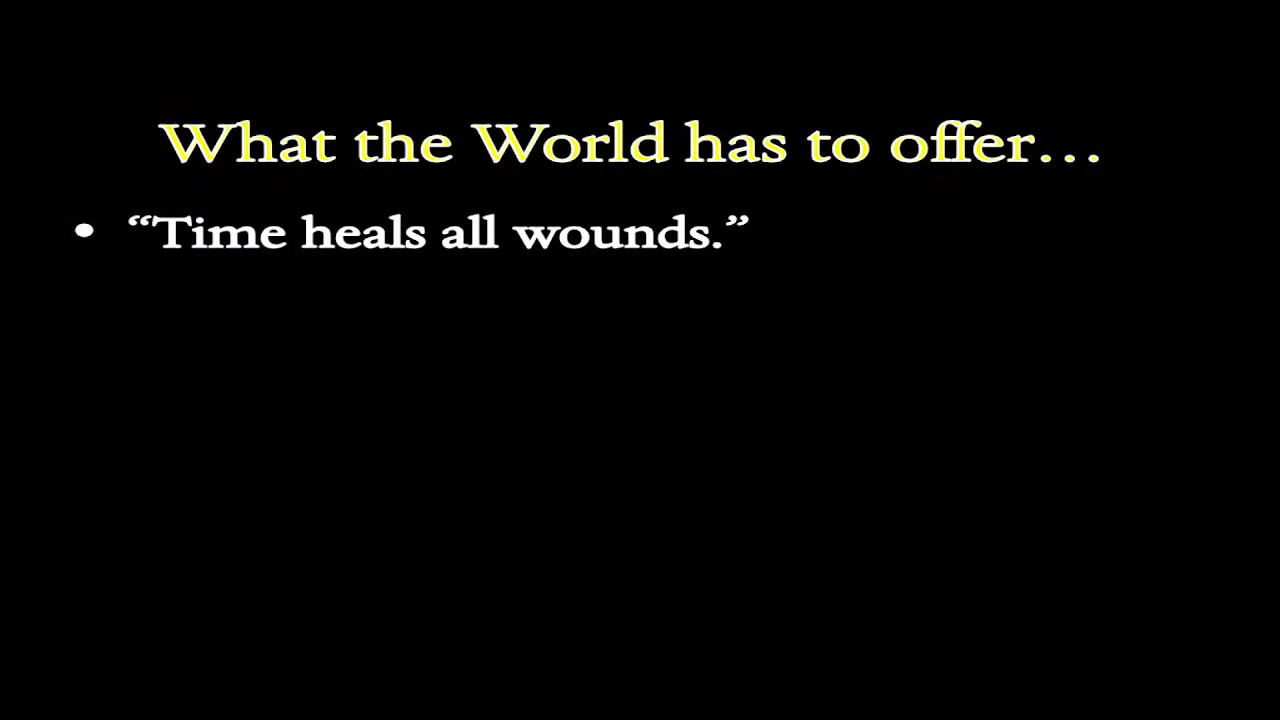 What the World has to offer…
• “Time heals all wounds.”